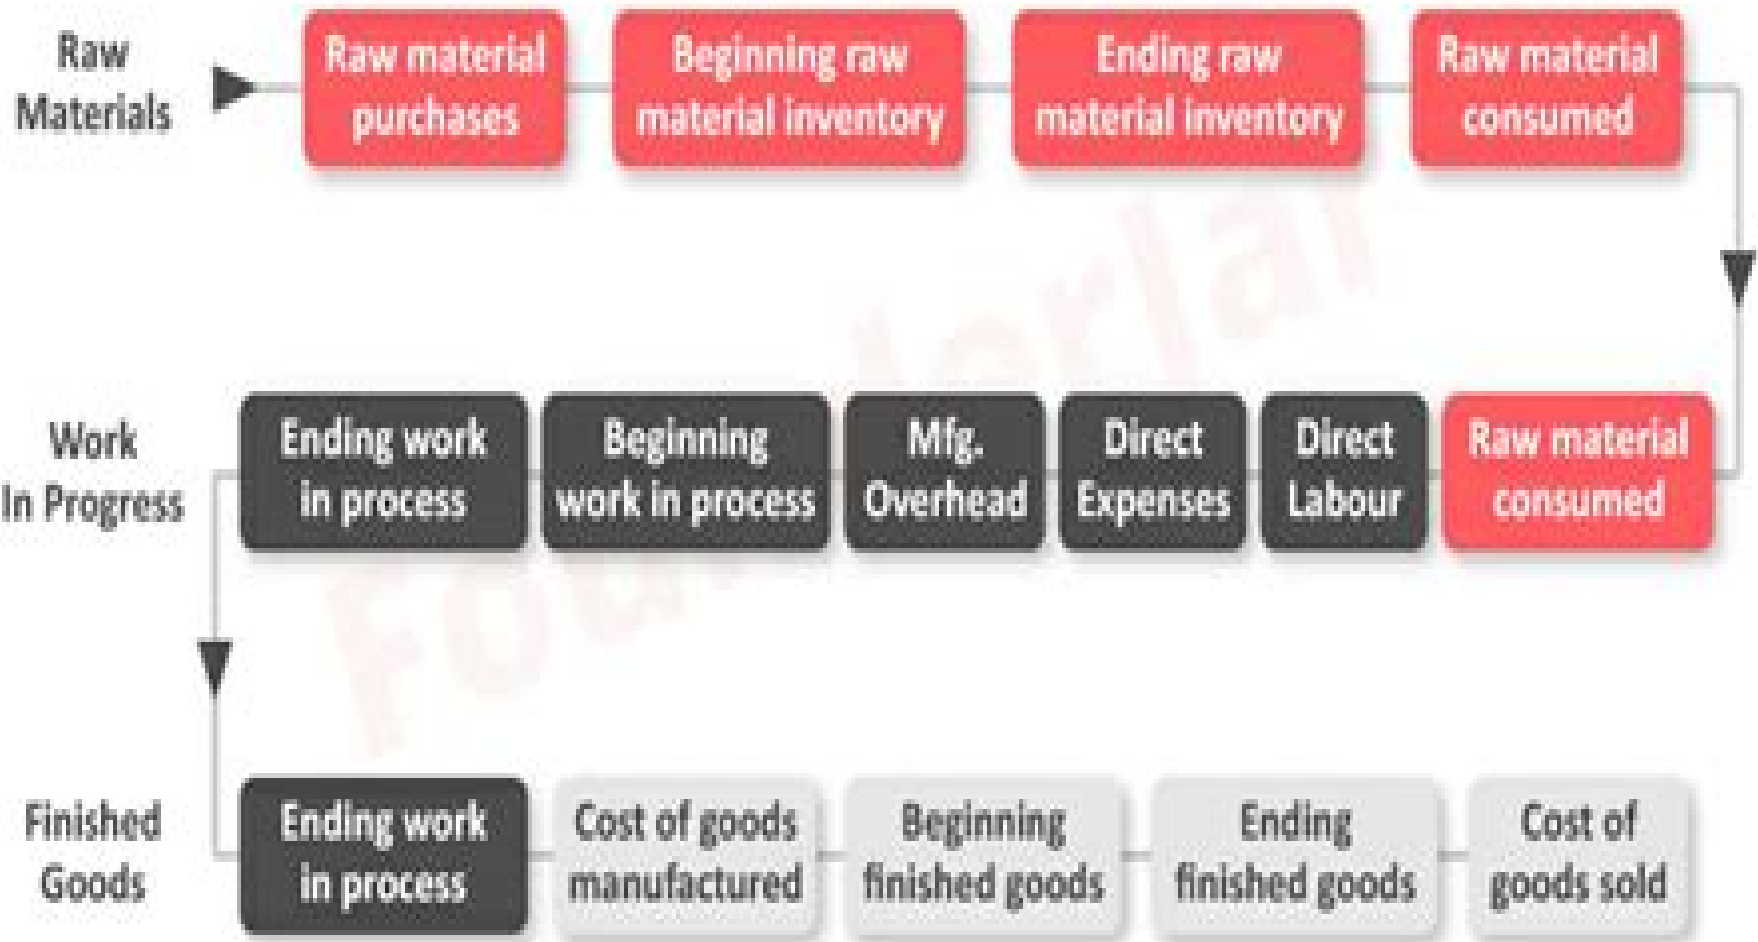 Raw
Materials
Raw material
purchases
Beginning raw
material inventory
Ending raw
material inventory
Raw material
consumed
Work
In Progress
Ending work
in process
Beginning
work in process
Mfg.
Overhead
Direct
Expenses
Direct
Labour
Raw material
consumed
Finished
Goods
Ending work
in process
Cost of goods
manufactured
Beginning
finished goods
Ending
finished goods
Cost of
goods sold